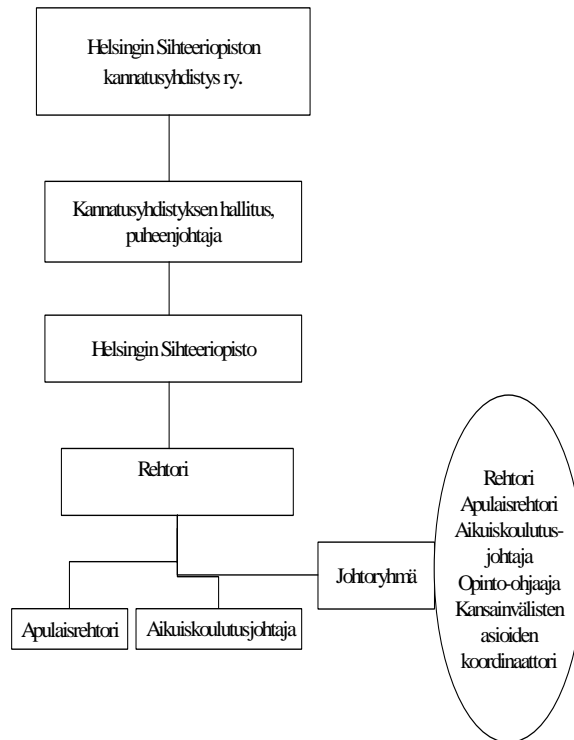 Helsingin Sihteeriopiston
kannatusyhdistys ry.
Kannatusyhdistyksen hallitus,
puheenjohtaja
Helsingin Sihteeriopisto
Rehtori
Johtoryhmä
Rehtori
Apulaisrehtori
Aikuiskoulutus-
johtaja
Opinto-ohjaaja
Kansainvälisten
asioiden
koordinaattori
Apulaisrehtori
Aikuiskoulutusjohtaja